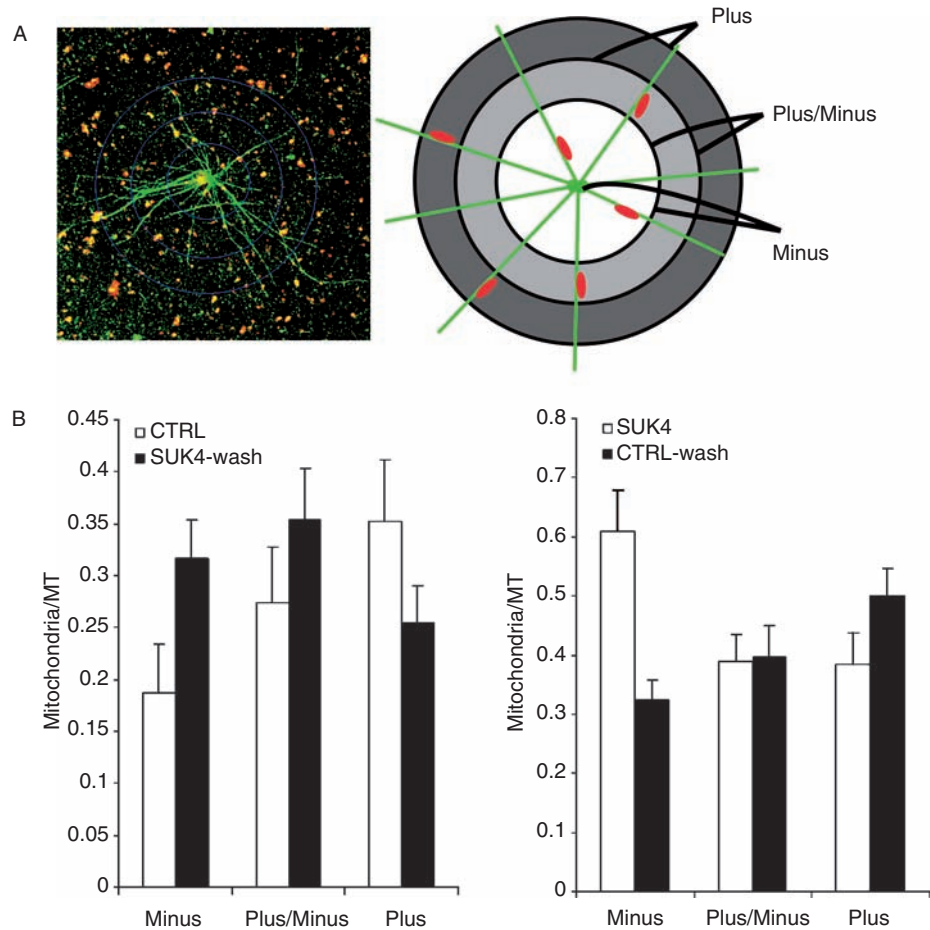 A
Plus
Plus/Minus
Minus
B
Mitochondria/MT
0.45
0.4
0.35
0.3
0.25
0.2
0.15
0.1
0.05
0
CTRL
SUK4-wash
Minus
Plus/Minus
Plus
Mitochondria/MT
0.8
0.7
0.6
0.5
0.4
0.3
0.2
0.1
0
SUK4
CTRL-wash
Minus
Plus/Minus
Plus